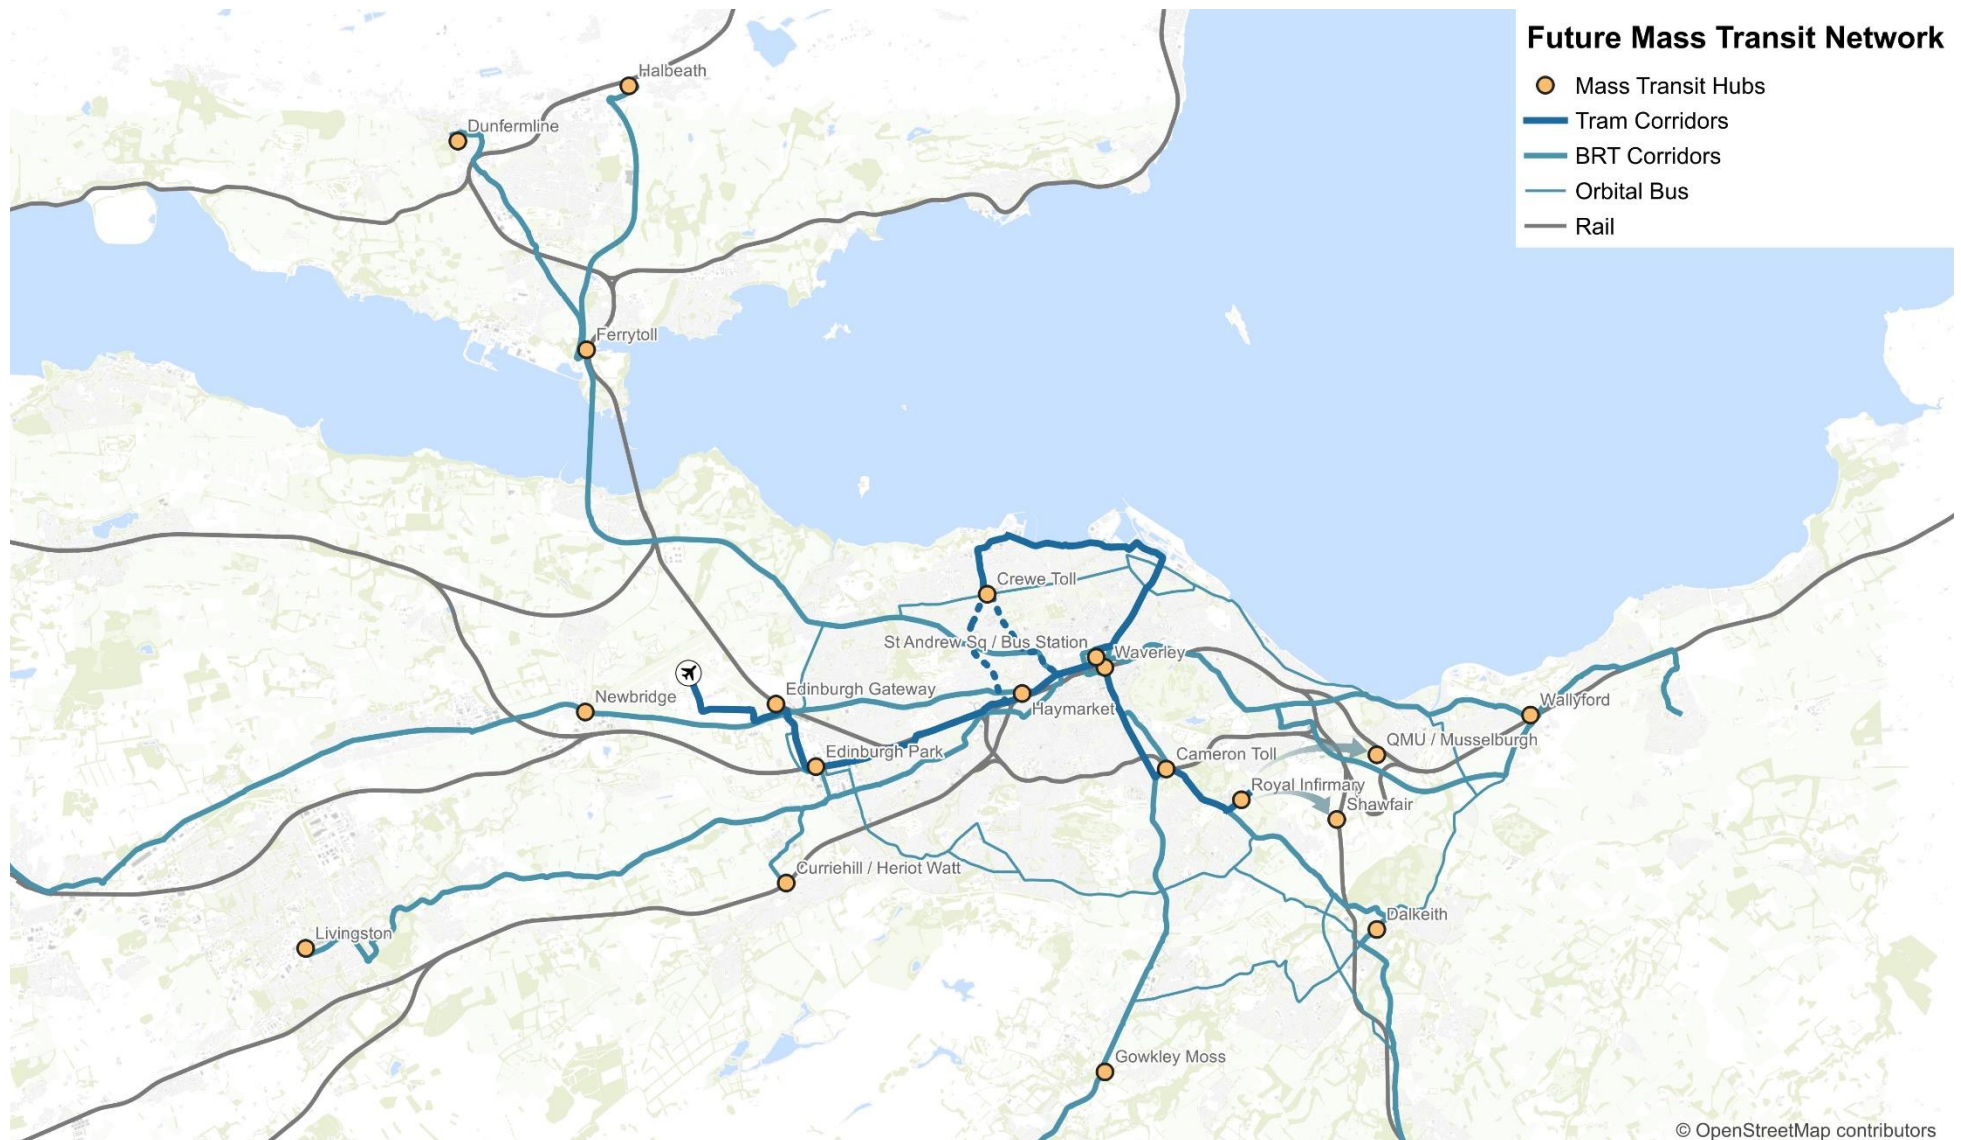 Future Mass Transit Network
Mass Transit Hubs
Tram Corridors
BRT Corridors
Orbital Bus
Rail
Halbeath
Dunfermline
Ferrytoll
Crewe Toll
St Andrew Sq / Bus Station
Waverley
Newbridge
Edinburgh Gateway
Haymarket
Wallyford
Edinburgh Park
Cameron Toll
QMU / Musselburgh
Royal Infirmary
Shawfair
Curriehill / Heriot Watt
Dalkeith
Livingston
Gowkley Moss
© OpenStreetMap contributors